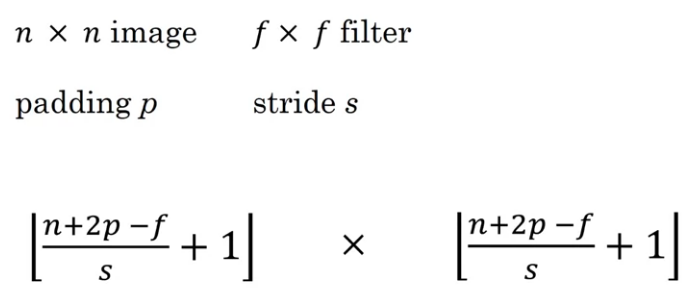 n × n image f × f filter
padding p stride s
⌊(n+2p −f)/s + 1⌋ × ⌊(n+2p −f)/s + 1⌋